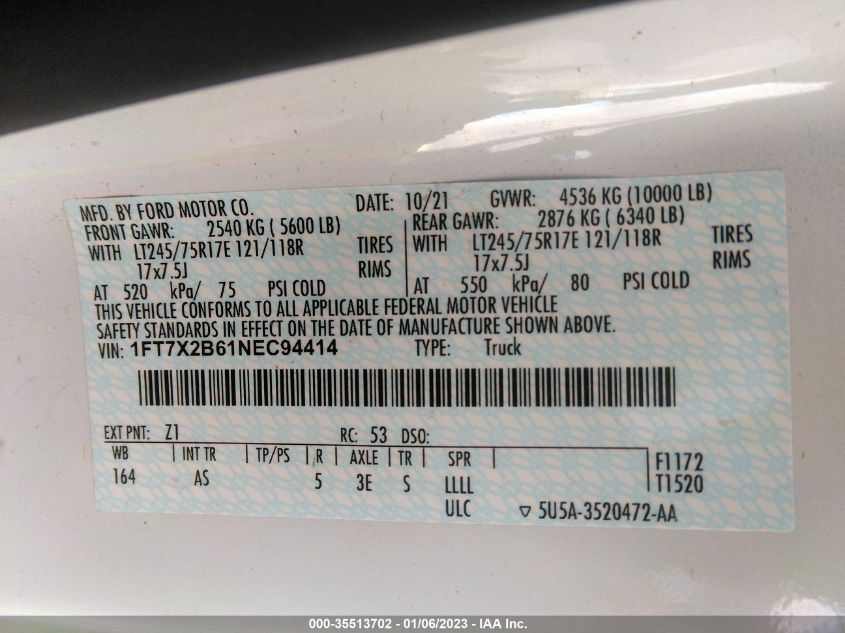 MFD. BY FORD MOTOR CO. DATE: 10/21 GVWR: 4536 KG (10000 LB)
FRONT GAWR: 2540 KG ( 5600 LB) REAR GAWR: 2876 KG ( 6340 LB)
WITH LT245/75R17E 121/118R TIRES WITH LT245/75R17E 121/118R TIRES
17x7.5J RIMS 17x7.5J RIMS
AT 520 kPa/ 75 PSI COLD AT 550 kPa/ 80 PSI COLD
THIS VEHICLE CONFORMS TO ALL APPLICABLE FEDERAL MOTOR VEHICLE
SAFETY STANDARDS IN EFFECT ON THE DATE OF MANUFACTURE SHOWN ABOVE.
VIN: 1FT7X2B61NEC94414 TYPE: Truck
EXT PNT: Z1 RC: 53 DSO:
WB INT TR TP/PS R AXLE TR SPR F1172
164 AS 5 3E S LLLL T1520
ULC ▽ 5U5A-3520472-AA
000-35513702 - 01/06/2023 - IAA Inc.